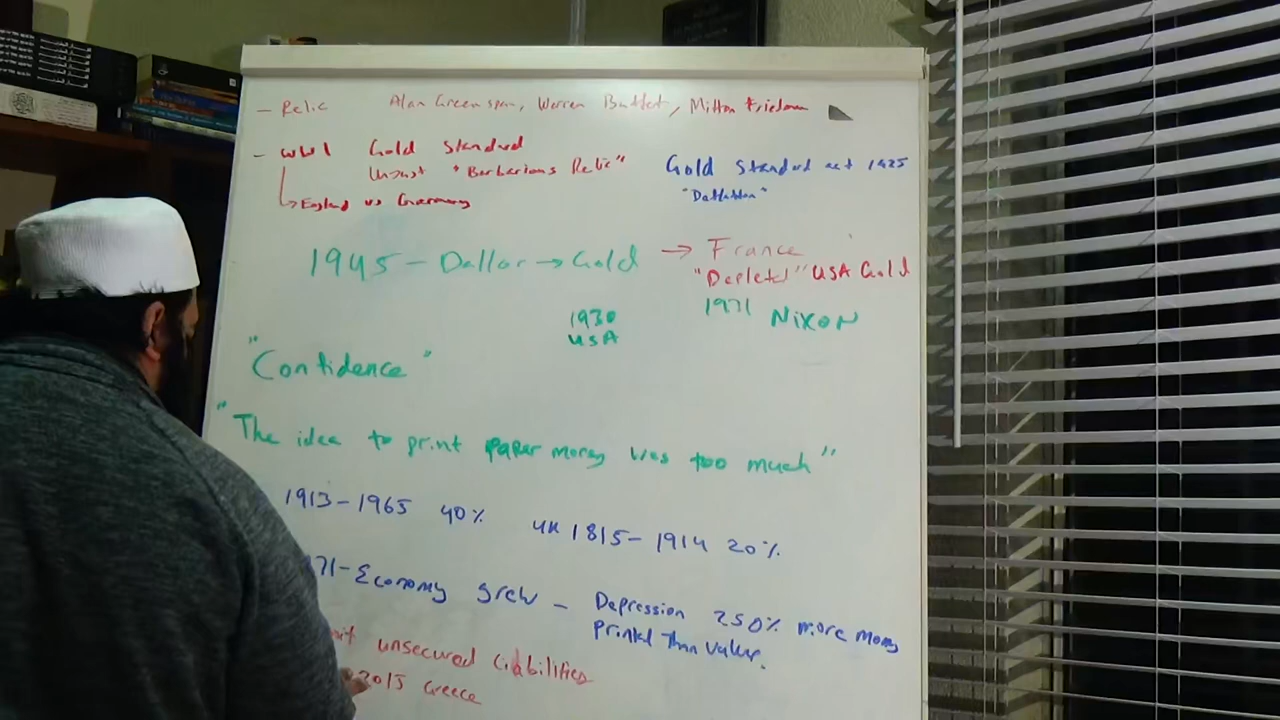 - Relic Alan Greenspan, Warren Buffet, Milton Friedman
- WW1 Gold Standard
"Barbarious Relic"
Gold Standard act 1925
↳ England vs Germany
"Deflation"
1945 - Dollar → Gold → France
"Depleted" USA Gold
1930
USA
1971 NIXON
"Confidence"
"The idea to print paper money was too much"
1913-1965 40% UK 1815-1914 20%
71-Economy grew - Depression 250% more money
printed than value.
unsecured liabilities
2015 Greece